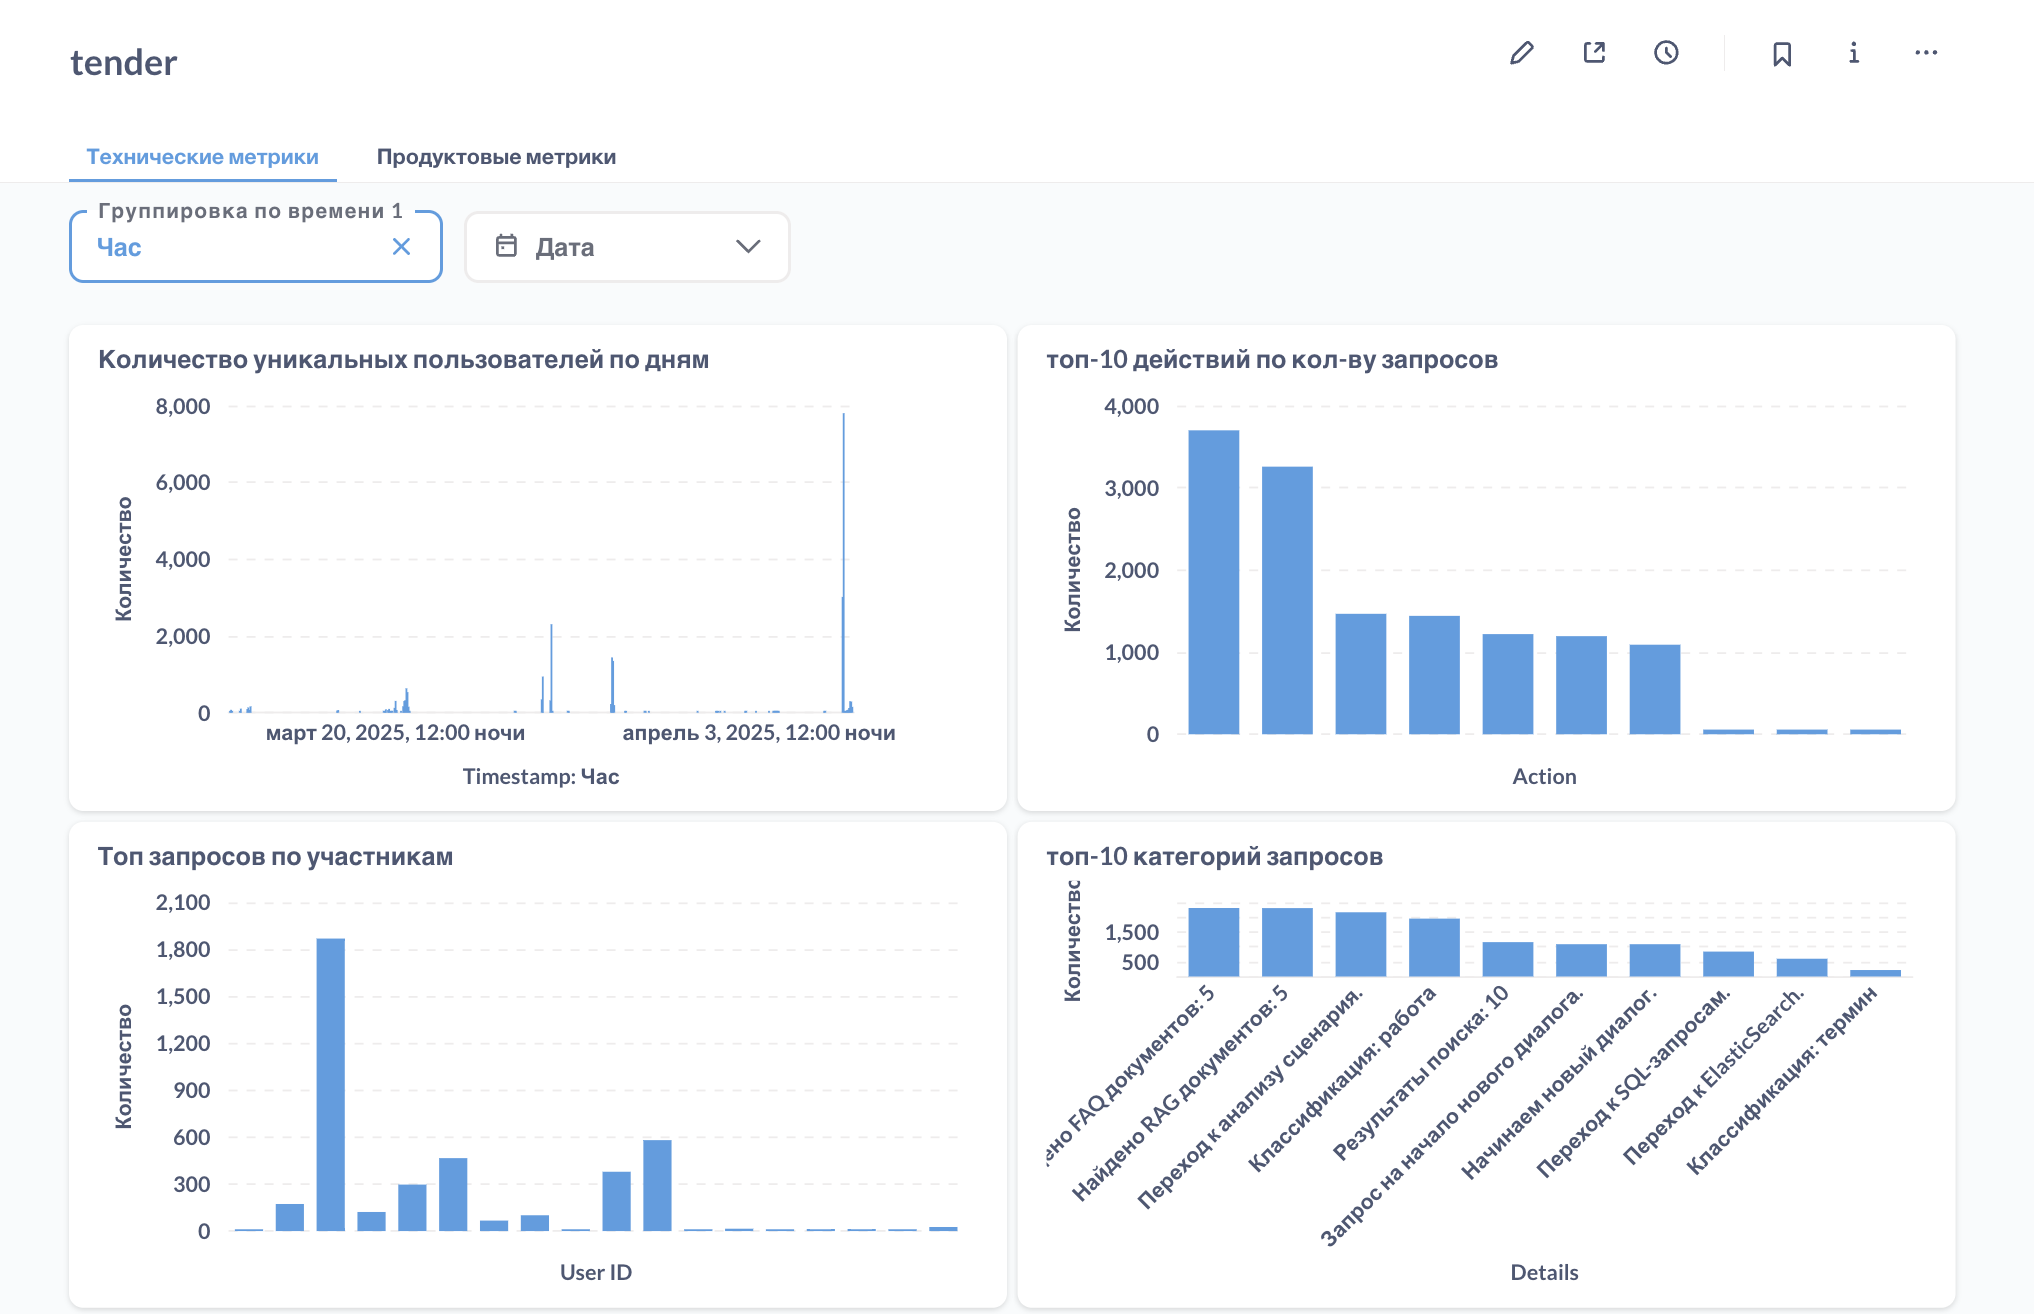 tender
Технические метрики
Продуктовые метрики
Группировка по времени 1
Час
Дата
Количество уникальных пользователей по дням
Количество
8,000
6,000
4,000
2,000
0
март 20, 2025, 12:00 ночи
апрель 3, 2025, 12:00 ночи
Timestamp: Час
топ-10 действий по кол-ву запросов
Количество
4,000
3,000
2,000
1,000
0
Action
Топ запросов по участникам
Количество
2,100
1,800
1,500
1,200
900
600
300
0
User ID
топ-10 категорий запросов
Количество
1,500
500
FAQ документов: 5
Найдено RAG документов: 5
Переход к анализу сценария.
Классификация: работа
Результаты поиска: 10
Запрос на начало нового диалога.
Начинаем новый диалог.
Переход к SQL-запросам.
Переход к ElasticSearch.
Классификация: термин
Details